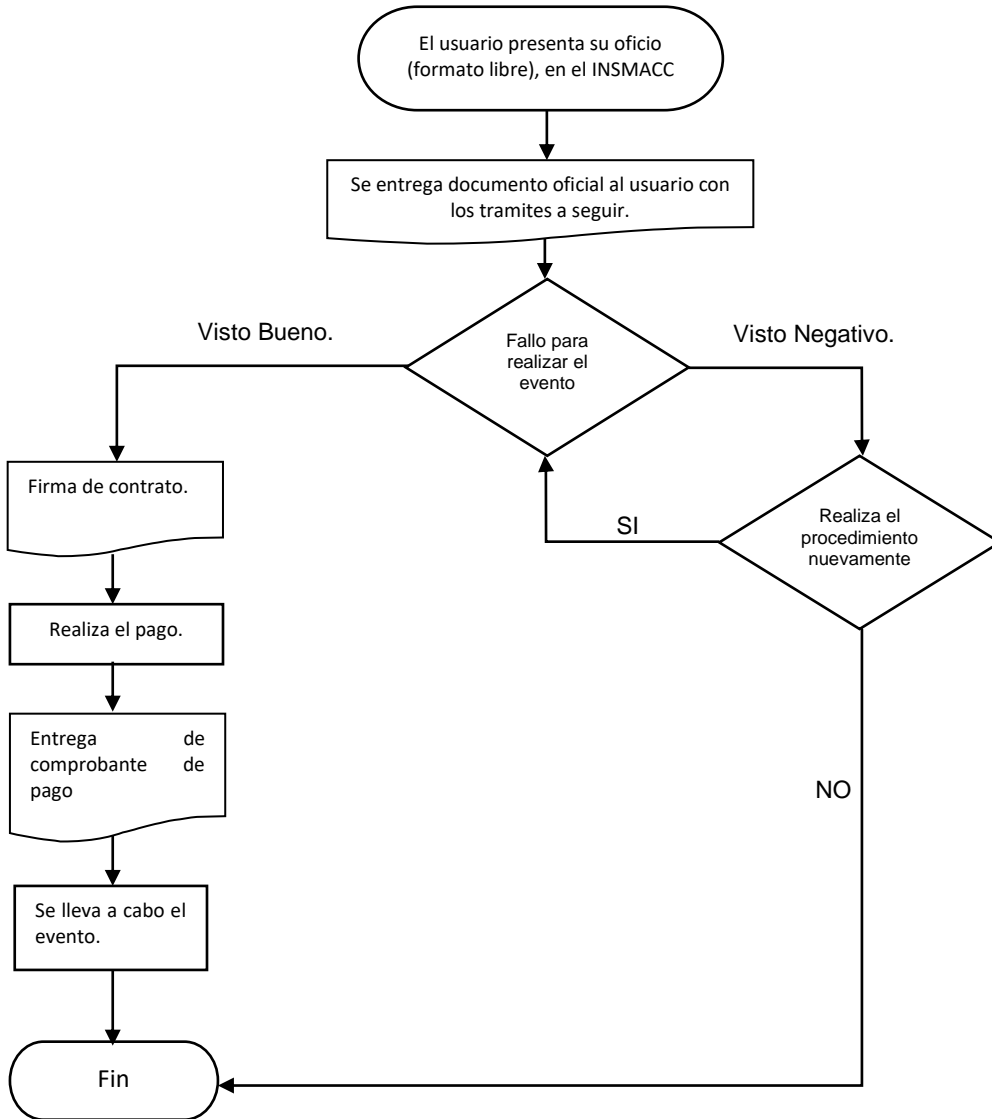 El usuario presenta su oficio
(formato libre), en el INSMACC
Se entrega documento oficial al usuario con
los tramites a seguir.
Visto Bueno.
Fallo para
realizar el
evento
Visto Negativo.
Firma de contrato.
SI
Realiza el
procedimiento
nuevamente
Realiza el pago.
Entrega de
comprobante de
pago
NO
Se lleva a cabo el
evento.
Fin